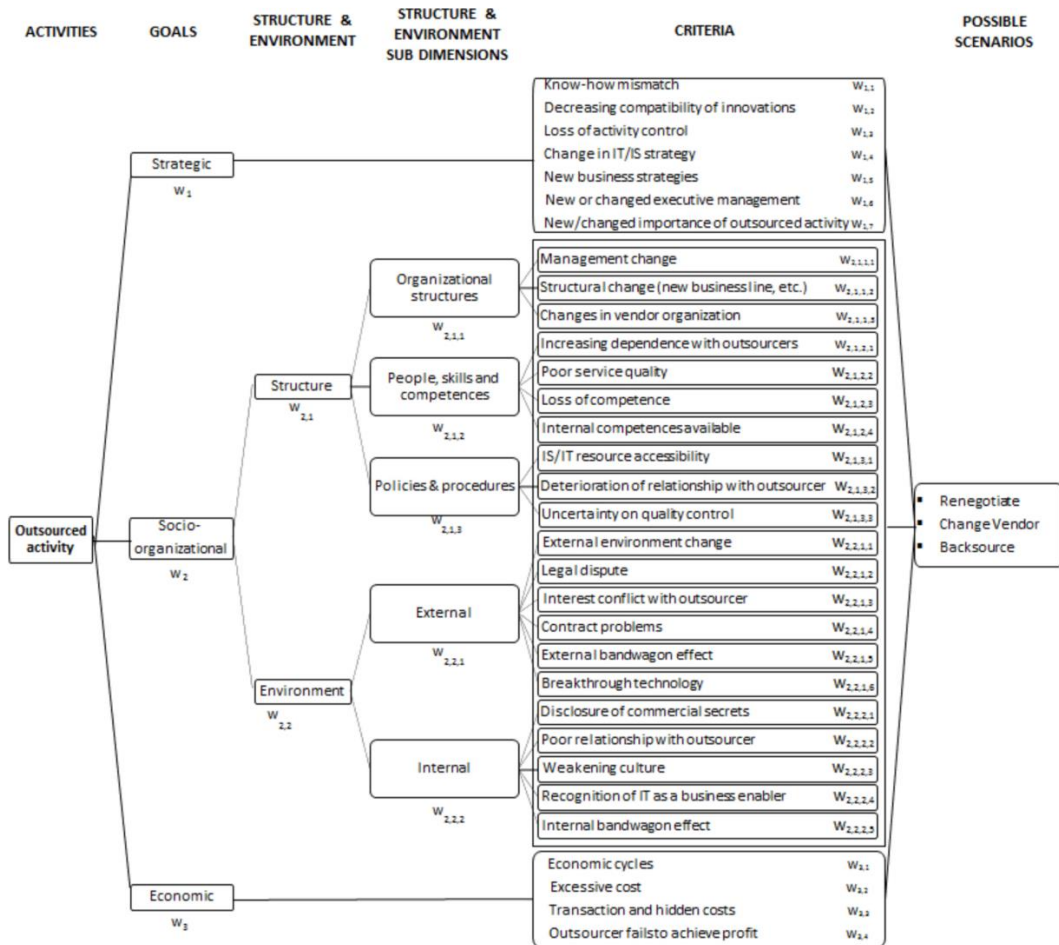 ACTIVITIES
GOALS
STRUCTURE &
ENVIRONMENT
STRUCTURE &
ENVIRONMENT
SUB DIMENSIONS
CRITERIA
POSSIBLE
SCENARIOS
Outsourced
activity
Strategic
W1
Know-how mismatch W1,1
Decreasing compatibility of innovations W1,2
Loss of activity control W1,3
Change in IT/IS strategy W1,4
New business strategies W1,5
New or changed executive management W1,6
New/changed importance of outsourced activity W1,7
Socio-
organizational
W2
Structure
W2,1
Organizational
structures
W2,1,1
Management change W2,1,1,1
Structural change (new business line, etc.) W2,1,1,2
Changes in vendor organization W2,1,1,3
People, skills and
competences
W2,1,2
Increasing dependence with outsourcers W2,1,2,1
Poor service quality W2,1,2,2
Loss of competence W2,1,2,3
Internal competences available W2,1,2,4
Policies & procedures
W2,1,3
IS/IT resource accessibility W2,1,3,1
Deterioration of relationship with outsourcer W2,1,3,2
Uncertainty on quality control W2,1,3,3
Environment
W2,2
External
W2,2,1
External environment change W2,2,1,1
Legal dispute W2,2,1,2
Interest conflict with outsourcer W2,2,1,3
Contract problems W2,2,1,4
External bandwagon effect W2,2,1,5
Breakthrough technology W2,2,1,6
Internal
W2,2,2
Disclosure of commercial secrets W2,2,2,1
Poor relationship with outsourcer W2,2,2,2
Weakening culture W2,2,2,3
Recognition of IT as a business enabler W2,2,2,4
Internal bandwagon effect W2,2,2,5
Economic
W3
Economic cycles W3,1
Excessive cost W3,2
Transaction and hidden costs W3,3
Outsourcer fails to achieve profit W3,4
▪ Renegotiate
▪ Change Vendor
▪ Backsource